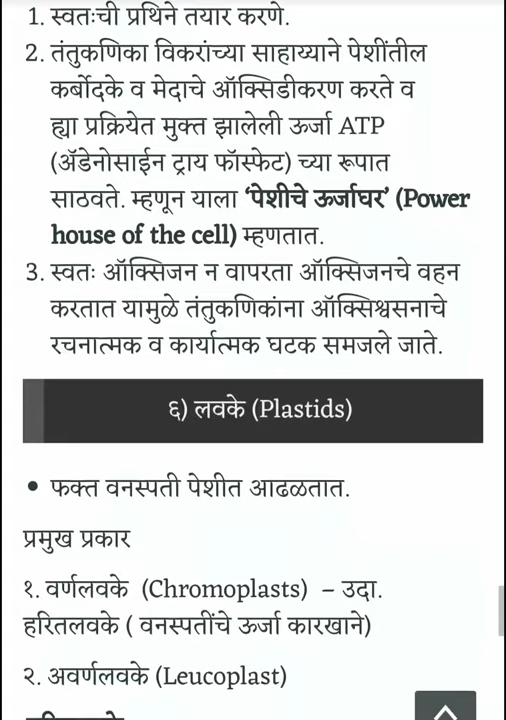 1. स्वतःची प्रथिने तयार करणे.
2. तंतुकणिका विकरांच्या साहाय्याने पेशींतील
कर्बोदके व मेदाचे ऑक्सिडीकरण करते व
ह्या प्रक्रियेत मुक्त झालेली ऊर्जा ATP
(ॲडेनोसाईन ट्राय फॉस्फेट) च्या रूपात
साठवते. म्हणून याला ‘पेशीचे ऊर्जाघर’ (Power
house of the cell) म्हणतात.
3. स्वतः ऑक्सिजन न वापरता ऑक्सिजनचे वहन
करतात यामुळे तंतुकणिकांना ऑक्सिश्वसनाचे
रचनात्मक व कार्यात्मक घटक समजले जाते.
६) लवके (Plastids)
• फक्त वनस्पती पेशीत आढळतात.
प्रमुख प्रकार
१. वर्णलवके (Chromoplasts) – उदा.
हरितलवके ( वनस्पतींचे ऊर्जा कारखाने)
२. अवर्णलवके (Leucoplast)